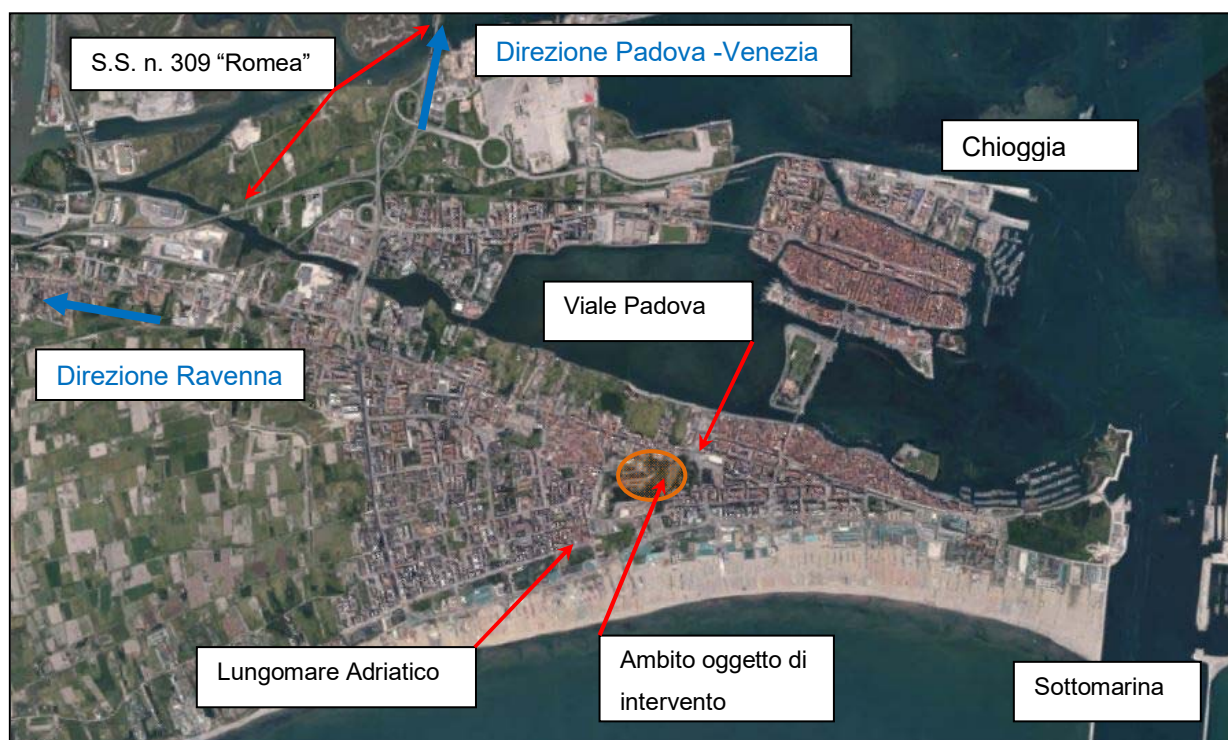 S.S. n. 309 “Romea”
Direzione Padova -Venezia
Chioggia
Viale Padova
Direzione Ravenna
Lungomare Adriatico
Ambito oggetto di
intervento
Sottomarina